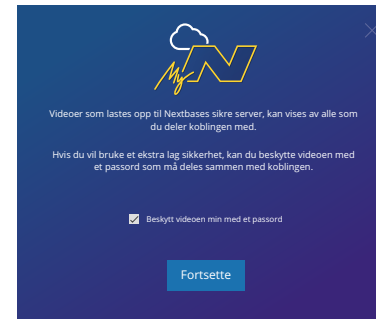 My N
Videoer som lastes opp til Nextbases sikre server, kan vises av alle som
du deler koblingen med.
Hvis du vil bruke et ekstra lag sikkerhet, kan du beskytte videoen med
et passord som må deles sammen med koblingen.
Beskytt videoen min med et passord
Fortsette